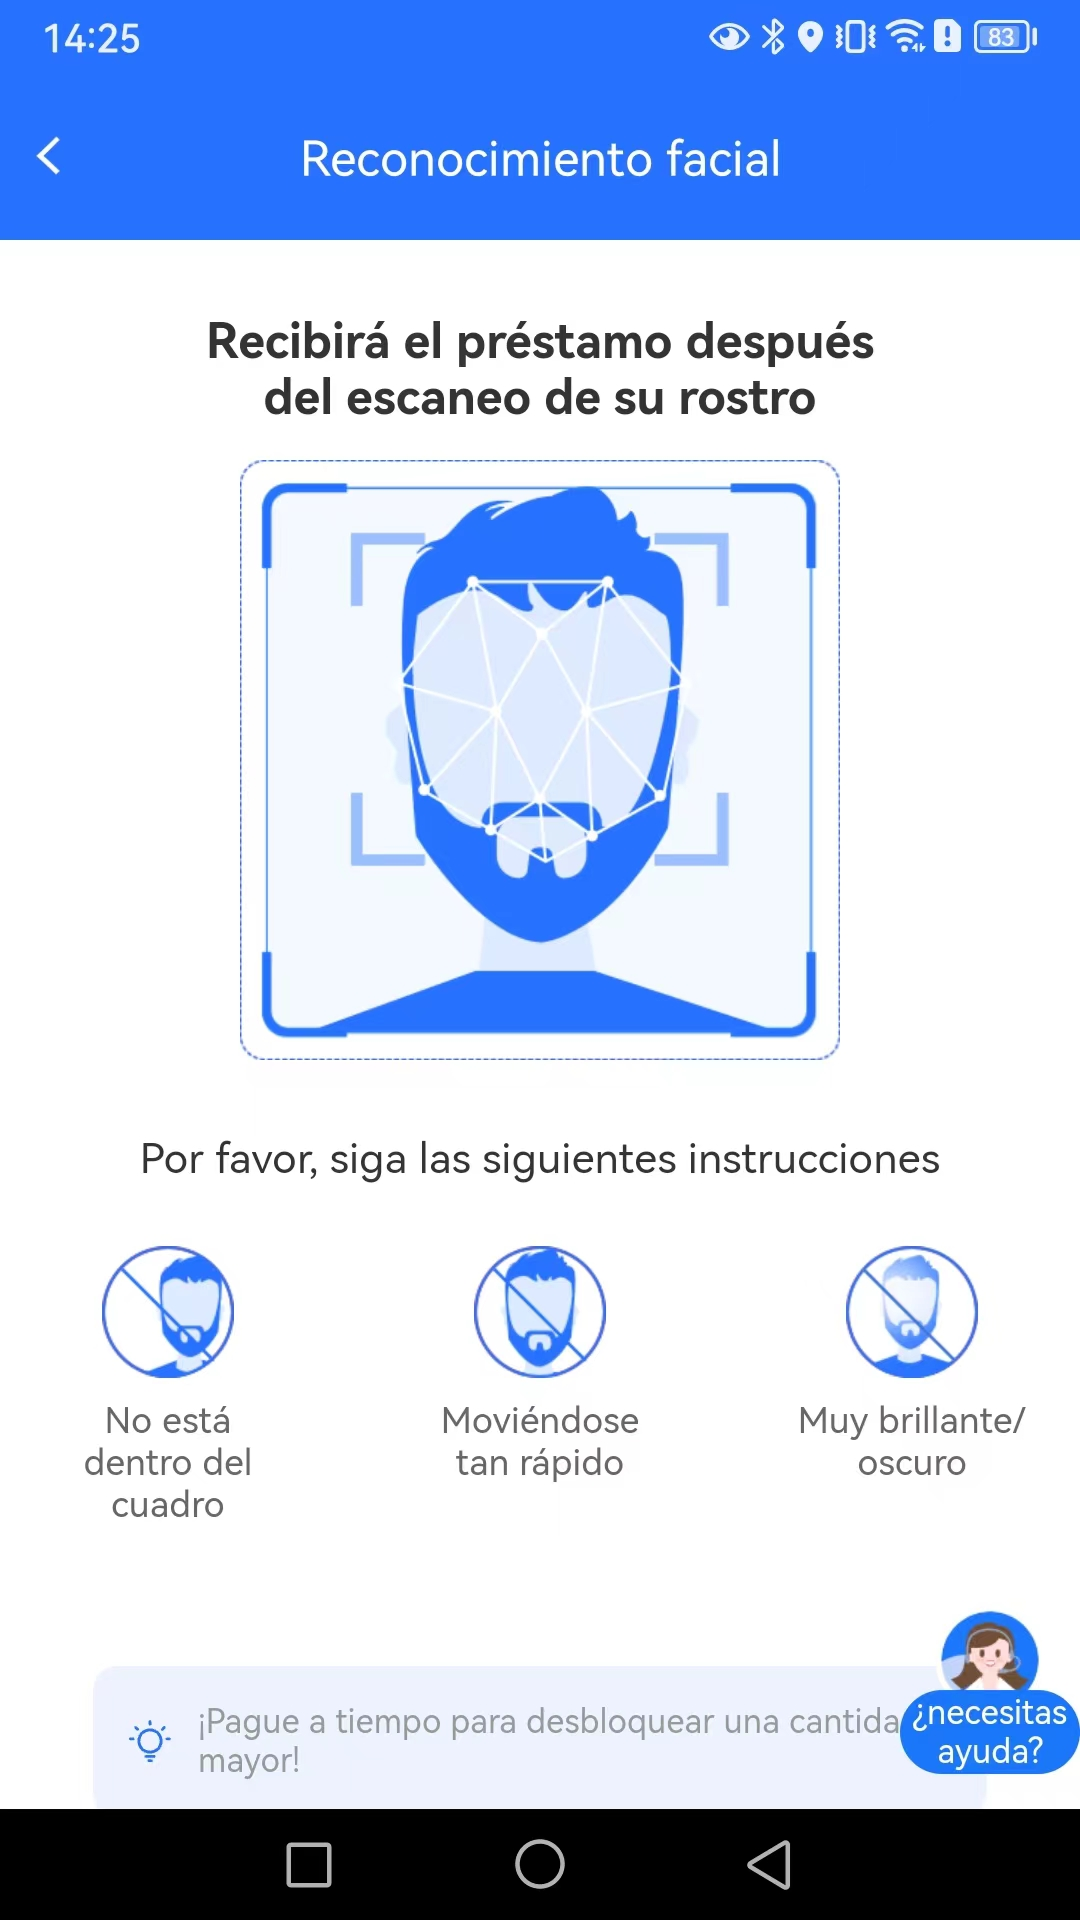 14:25
83
Reconocimiento facial
Recibirá el préstamo después
del escaneo de su rostro
Por favor, siga las siguientes instrucciones
No está
dentro del
cuadro
Moviéndose
tan rápido
Muy brillante/
oscuro
¡Pague a tiempo para desbloquear una cantida
mayor!
¿necesitas
ayuda?